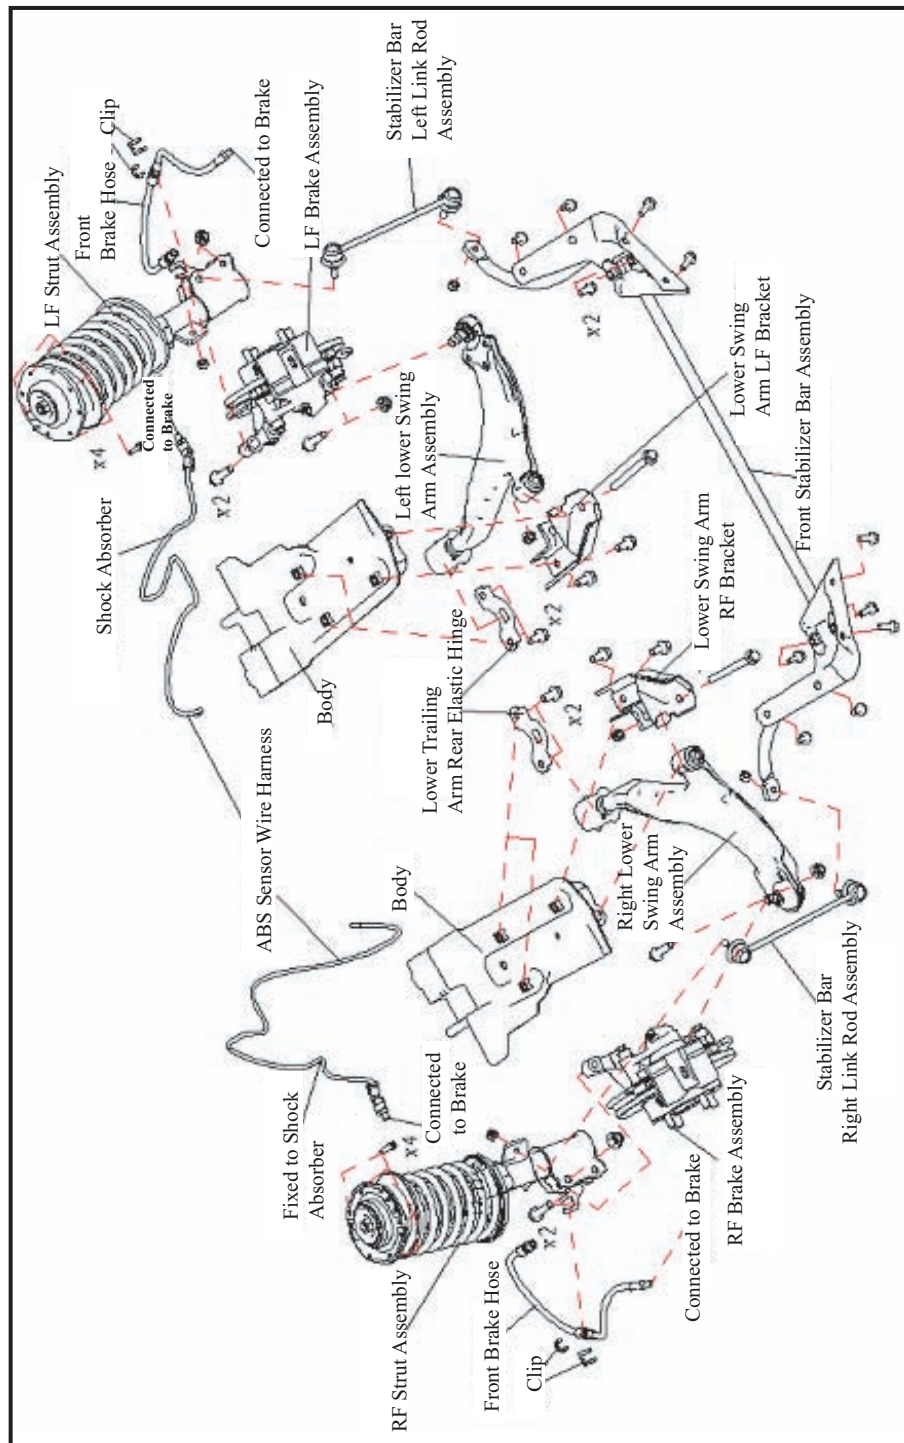 LF Strut Assembly
Front
Brake Hose
Clip
Connected to Brake
LF Brake Assembly
Stabilizer Bar
Left Link Rod
Assembly
x4
Connected
to Brake
x2
Shock Absorber
Left lower Swing
Arm Assembly
x2
Lower Swing
Arm LF Bracket
Front Stabilizer Bar Assembly
Body
x2
Lower Trailing
Arm Rear Elastic Hinge
x2
Lower Swing Arm
RF Bracket
ABS Sensor Wire Harness
Body
Right Lower
Swing Arm
Assembly
Stabilizer Bar
Right Link Rod Assembly
Fixed to Shock
Absorber
x4
Connected
to Brake
RF Strut Assembly
x2
Front Brake Hose
Clip
Connected to Brake
RF Brake Assembly